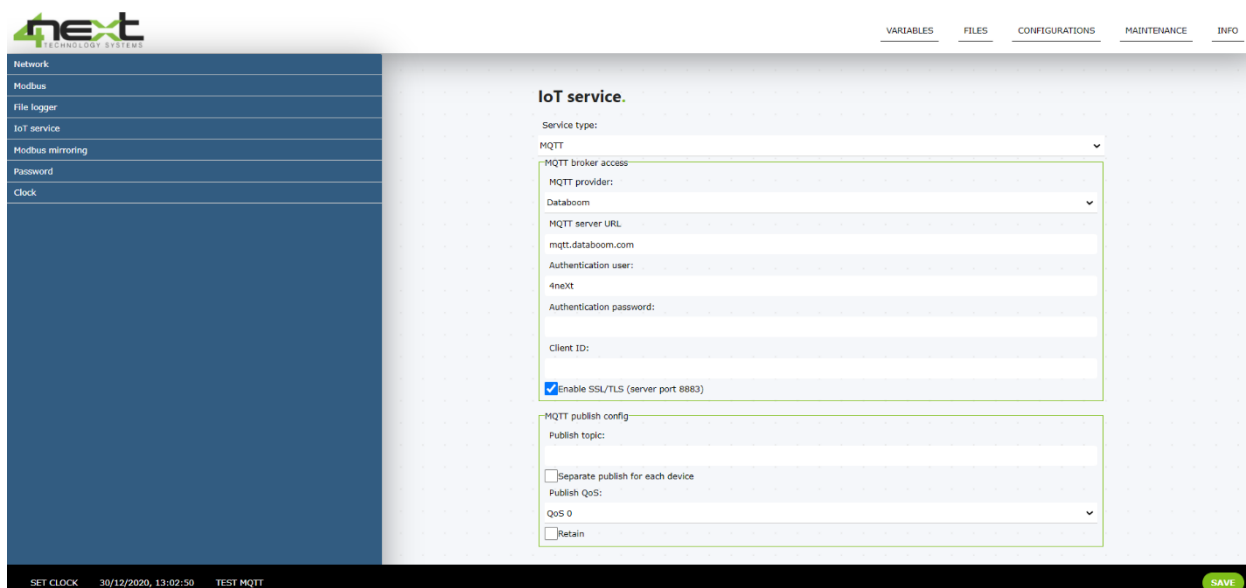 4next
TECHNOLOGY SYSTEMS
VARIABLES FILES CONFIGURATIONS MAINTENANCE INFO
Network
Modbus
File logger
IoT service
Modbus mirroring
Password
Clock
IoT service.
Service type:
MQTT
MQTT broker access
MQTT provider:
Databoom
MQTT server URL
mqtt.databoom.com
Authentication user:
4neXt
Authentication password:
Client ID:
Enable SSL/TLS (server port 8883)
MQTT publish config
Publish topic:
Separate publish for each device
Publish QoS:
QoS 0
Retain
SET CLOCK 30/12/2020, 13:02:50 TEST MQTT SAVE